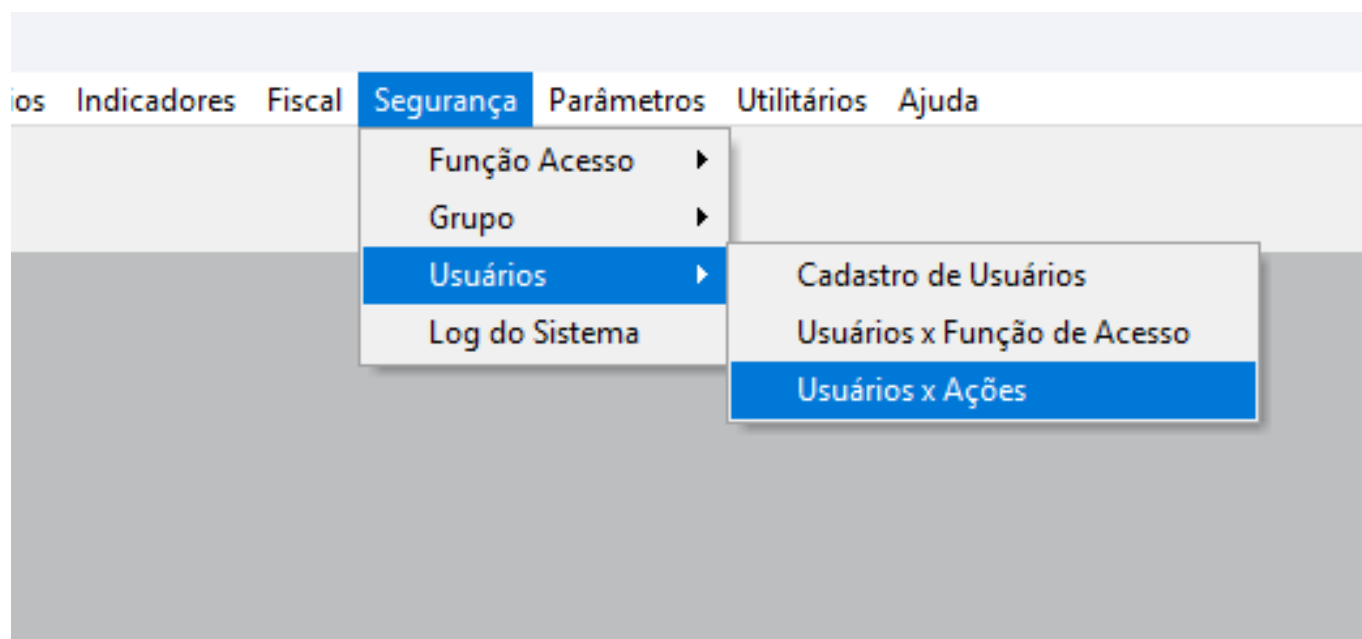 ios Indicadores Fiscal Segurança Parâmetros Utilitários Ajuda
Função Acesso
Grupo
Usuários
Log do Sistema
Cadastro de Usuários
Usuários x Função de Acesso
Usuários x Ações